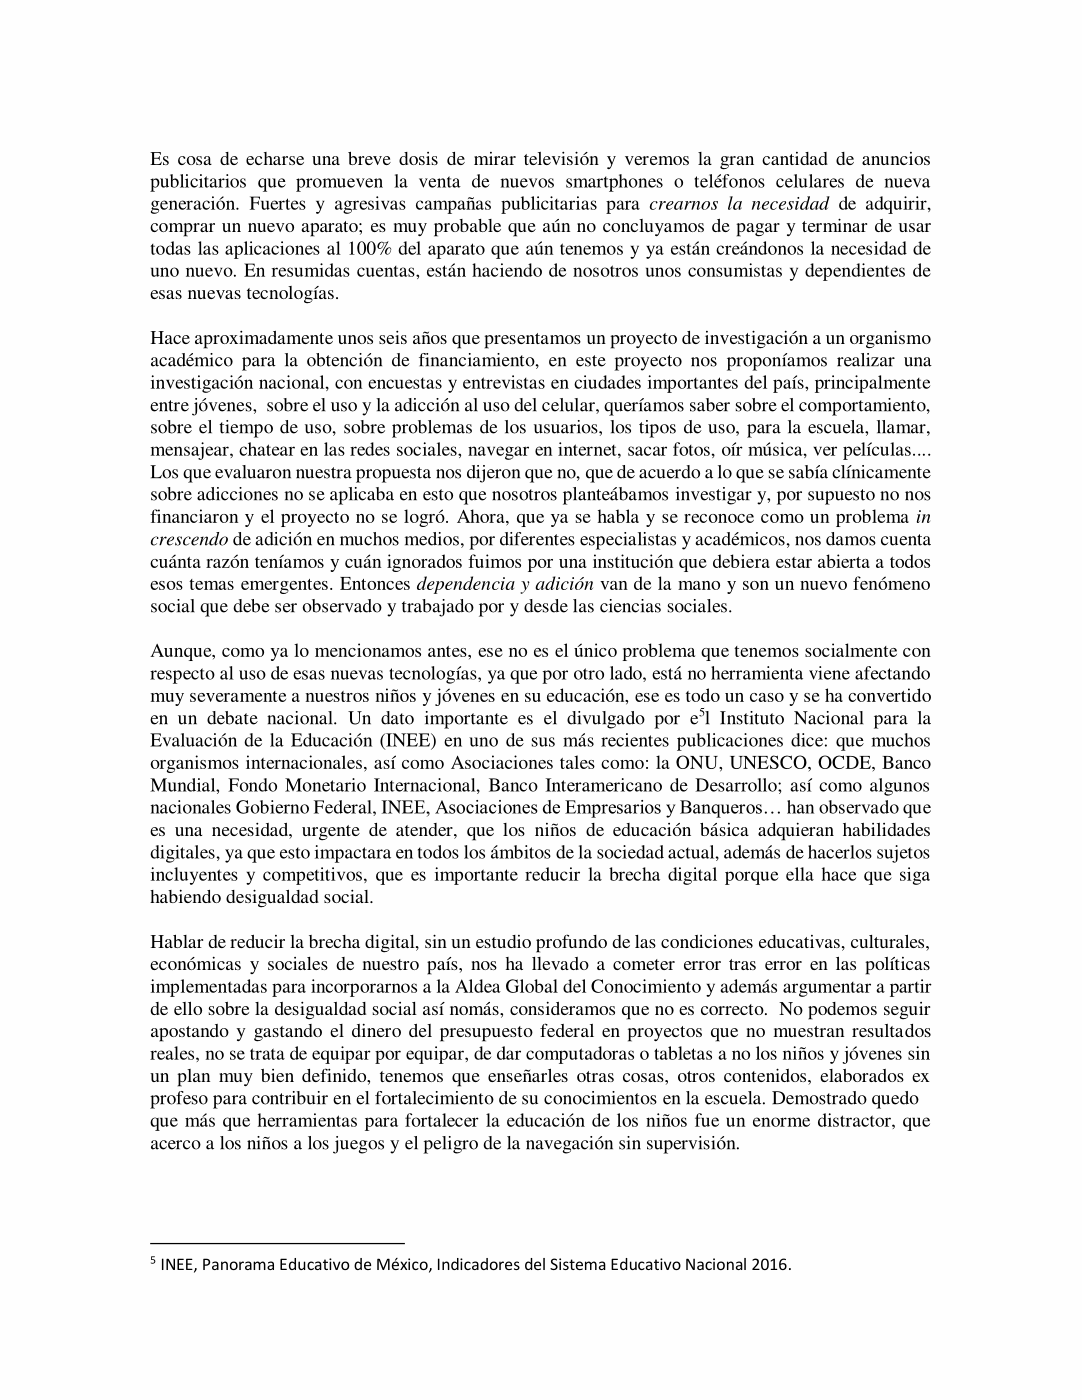 Es cosa de echarse una breve dosis de mirar televisión y veremos la gran cantidad de anuncios
publicitarios que promueven la venta de nuevos smartphones o teléfonos celulares de nueva
generación. Fuertes y agresivas campañas publicitarias para crearnos la necesidad de adquirir,
comprar un nuevo aparato; es muy probable que aún no concluyamos de pagar y terminar de usar
todas las aplicaciones al 100% del aparato que aún tenemos y ya están creándonos la necesidad de
uno nuevo. En resumidas cuentas, están haciendo de nosotros unos consumistas y dependientes de
esas nuevas tecnologías.
Hace aproximadamente unos seis años que presentamos un proyecto de investigación a un organismo
académico para la obtención de financiamiento, en este proyecto nos proponíamos realizar una
investigación nacional, con encuestas y entrevistas en ciudades importantes del país, principalmente
entre jóvenes,  sobre el uso y la adicción al uso del celular, queríamos saber sobre el comportamiento,
sobre el tiempo de uso, sobre problemas de los usuarios, los tipos de uso, para la escuela, llamar,
mensajear, chatear en las redes sociales, navegar en internet, sacar fotos, oír música, ver películas....
Los que evaluaron nuestra propuesta nos dijeron que no, que de acuerdo a lo que se sabía clínicamente
sobre adicciones no se aplicaba en esto que nosotros planteábamos investigar y, por supuesto no nos
financiaron y el proyecto no se logró. Ahora, que ya se habla y se reconoce como un problema in
crescendo de adición en muchos medios, por diferentes especialistas y académicos, nos damos cuenta
cuánta razón teníamos y cuán ignorados fuimos por una institución que debiera estar abierta a todos
esos temas emergentes. Entonces dependencia y adición van de la mano y son un nuevo fenómeno
social que debe ser observado y trabajado por y desde las ciencias sociales.
Aunque, como ya lo mencionamos antes, ese no es el único problema que tenemos socialmente con
respecto al uso de esas nuevas tecnologías, ya que por otro lado, está no herramienta viene afectando
muy severamente a nuestros niños y jóvenes en su educación, ese es todo un caso y se ha convertido
en un debate nacional. Un dato importante es el divulgado por e5l Instituto Nacional para la
Evaluación de la Educación (INEE) en uno de sus más recientes publicaciones dice: que muchos
organismos internacionales, así como Asociaciones tales como: la ONU, UNESCO, OCDE, Banco
Mundial, Fondo Monetario Internacional, Banco Interamericano de Desarrollo; así como algunos
nacionales Gobierno Federal, INEE, Asociaciones de Empresarios y Banqueros… han observado que
es una necesidad, urgente de atender, que los niños de educación básica adquieran habilidades
digitales, ya que esto impactara en todos los ámbitos de la sociedad actual, además de hacerlos sujetos
incluyentes y competitivos, que es importante reducir la brecha digital porque ella hace que siga
habiendo desigualdad social.
Hablar de reducir la brecha digital, sin un estudio profundo de las condiciones educativas, culturales,
económicas y sociales de nuestro país, nos ha llevado a cometer error tras error en las políticas
implementadas para incorporarnos a la Aldea Global del Conocimiento y además argumentar a partir
de ello sobre la desigualdad social así nomás, consideramos que no es correcto.  No podemos seguir
apostando y gastando el dinero del presupuesto federal en proyectos que no muestran resultados
reales, no se trata de equipar por equipar, de dar computadoras o tabletas a no los niños y jóvenes sin
un plan muy bien definido, tenemos que enseñarles otras cosas, otros contenidos, elaborados ex
profeso para contribuir en el fortalecimiento de su conocimientos en la escuela. Demostrado quedo
que más que herramientas para fortalecer la educación de los niños fue un enorme distractor, que
acerco a los niños a los juegos y el peligro de la navegación sin supervisión.
5 INEE, Panorama Educativo de México, Indicadores del Sistema Educativo Nacional 2016.